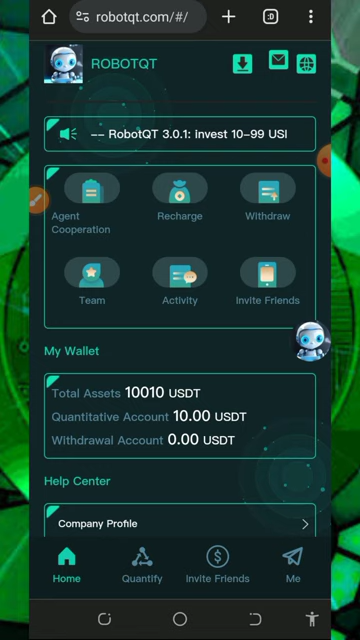 robotqt.com/#/
:D
ROBOTQT
-- RobotQT 3.0.1: invest 10-99 USI
Agent Cooperation
Recharge
Withdraw
Team
Activity
Invite Friends
My Wallet
Total Assets 10010 USDT
Quantitative Account 10.00 USDT
Withdrawal Account 0.00 USDT
Help Center
Company Profile
Home
Quantify
Invite Friends
Me